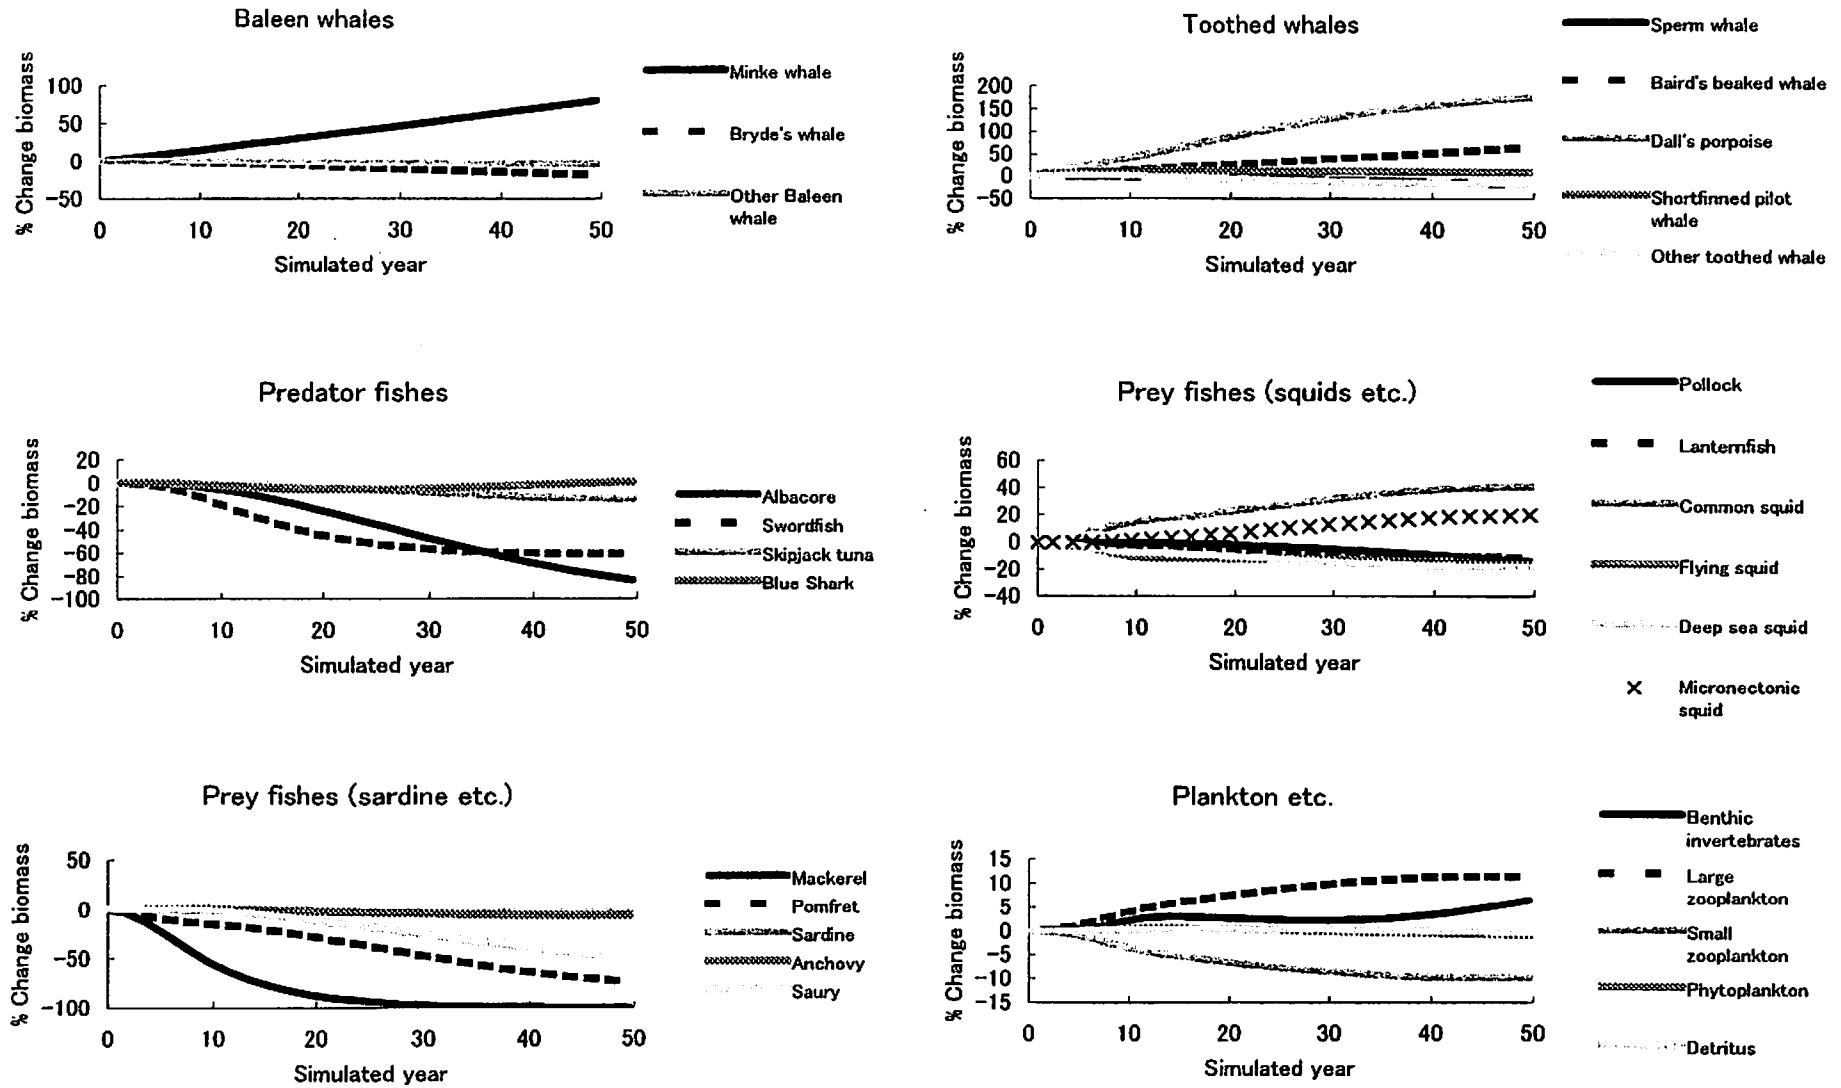 Baleen whales
% Change biomass
100
50
0
-50
0 10 20 30 40 50
Simulated year
Minke whale
Bryde's whale
Other Baleen
whale
Toothed whales
% Change biomass
200
150
100
50
0
-50
0 10 20 30 40 50
Simulated year
Sperm whale
Baird's beaked whale
Dall's porpoise
Shortfinned pilot
whale
Other toothed whale
Predator fishes
% Change biomass
20
0
-20
-40
-60
-80
-100
0 10 20 30 40 50
Simulated year
Albacore
Swordfish
Skipjack tuna
Blue Shark
Prey fishes (squids etc.)
% Change biomass
60
40
20
0
-20
-40
0 10 20 30 40 50
Simulated year
Pollock
Lanternfish
Common squid
Flying squid
Deep sea squid
Micronectonic
squid
Prey fishes (sardine etc.)
% Change biomass
50
0
-50
-100
0 10 20 30 40 50
Simulated year
Mackerel
Pomfret
Sardine
Anchovy
Saury
Plankton etc.
% Change biomass
15
10
5
0
-5
-10
-15
0 10 20 30 40 50
Simulated year
Benthic
invertebrates
Large
zooplankton
Small
zooplankton
Phytoplankton
Detritus